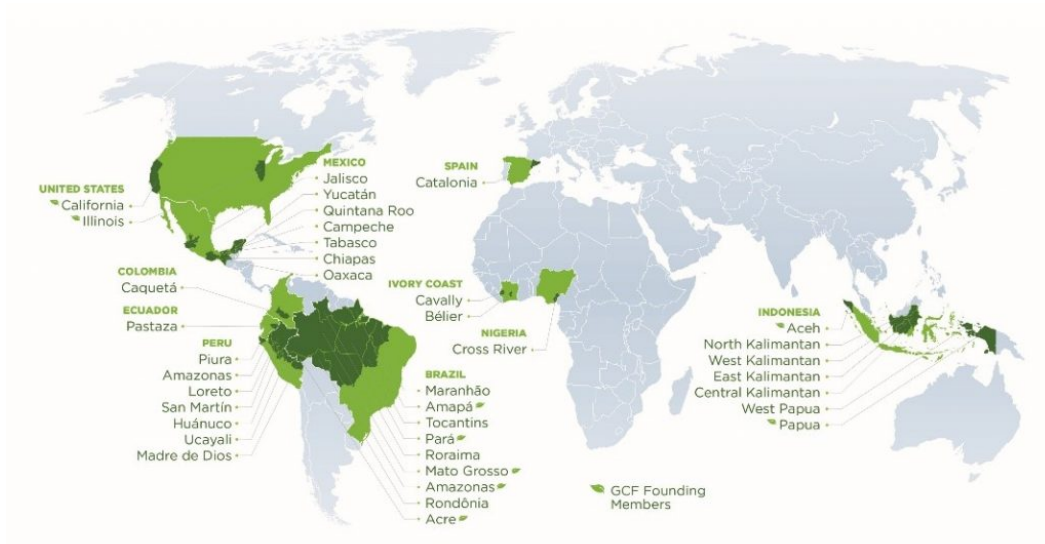 UNITED STATES
California
Illinois
MEXICO
Jalisco
Yucatán
Quintana Roo
Campeche
Tabasco
Chiapas
Oaxaca
COLOMBIA
Caquetá
ECUADOR
Pastaza
PERU
Piura
Amazonas
Loreto
San Martín
Huánuco
Ucayali
Madre de Dios
BRAZIL
Maranhão
Amapá
Tocantins
Pará
Roraima
Mato Grosso
Amazonas
Rondônia
Acre
SPAIN
Catalonia
IVORY COAST
Cavally
Bélier
NIGERIA
Cross River
INDONESIA
Aceh
North Kalimantan
West Kalimantan
East Kalimantan
Central Kalimantan
West Papua
Papua
GCF Founding
Members